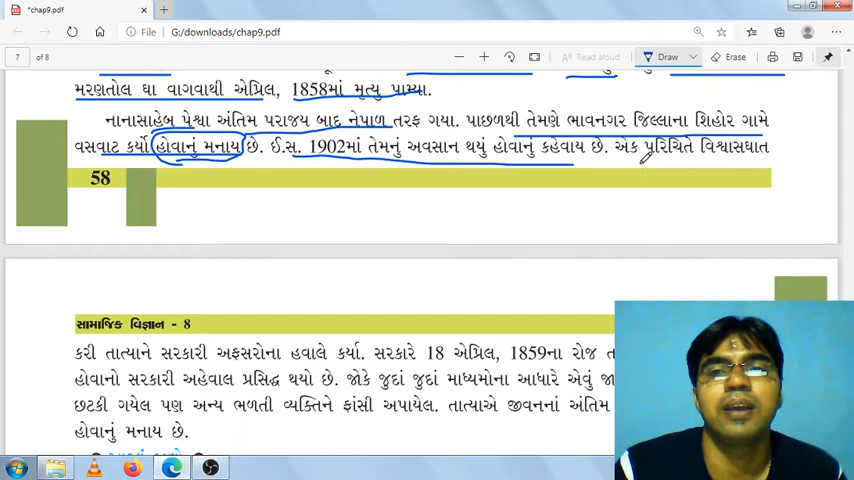 chap9.pdf
File
G:/downloads/chap9.pdf
7
of 8
Read aloud
Draw
Erase
મરણતોલ ઘા વાગવાથી એપ્રિલ, 1858માં મૃત્યુ પામ્યા.
નાનાસાહેબ પેશ્વા અંતિમ પરાજય બાદ નેપાળ તરફ ગયા. પાછળથી તેમણે ભાવનગર જિલ્લાના શિહોર ગામે
વસવાટ કર્યો હોવાનું મનાય છે. ઈ.સ. 1902માં તેમનું અવસાન થયું હોવાનું કહેવાય છે. એક પરિચિતે વિશ્વાસઘાત
58
સામાજિક વિજ્ઞાન - 8
કરી તાત્યાને સરકારી અફસરોના હવાલે કર્યા. સરકારે 18 એપ્રિલ, 1859ના રોજ
હોવાનો સરકારી અહેવાલ પ્રસિદ્ધ થયો છે. જોકે જુદાં જુદાં માધ્યમોના આધારે એવું
છટકી ગયેલ પણ અન્ય ભળતી વ્યક્તિને ફાંસી અપાયેલ. તાત્યાએ જીવનનાં અંતિમ
હોવાનું મનાય છે.